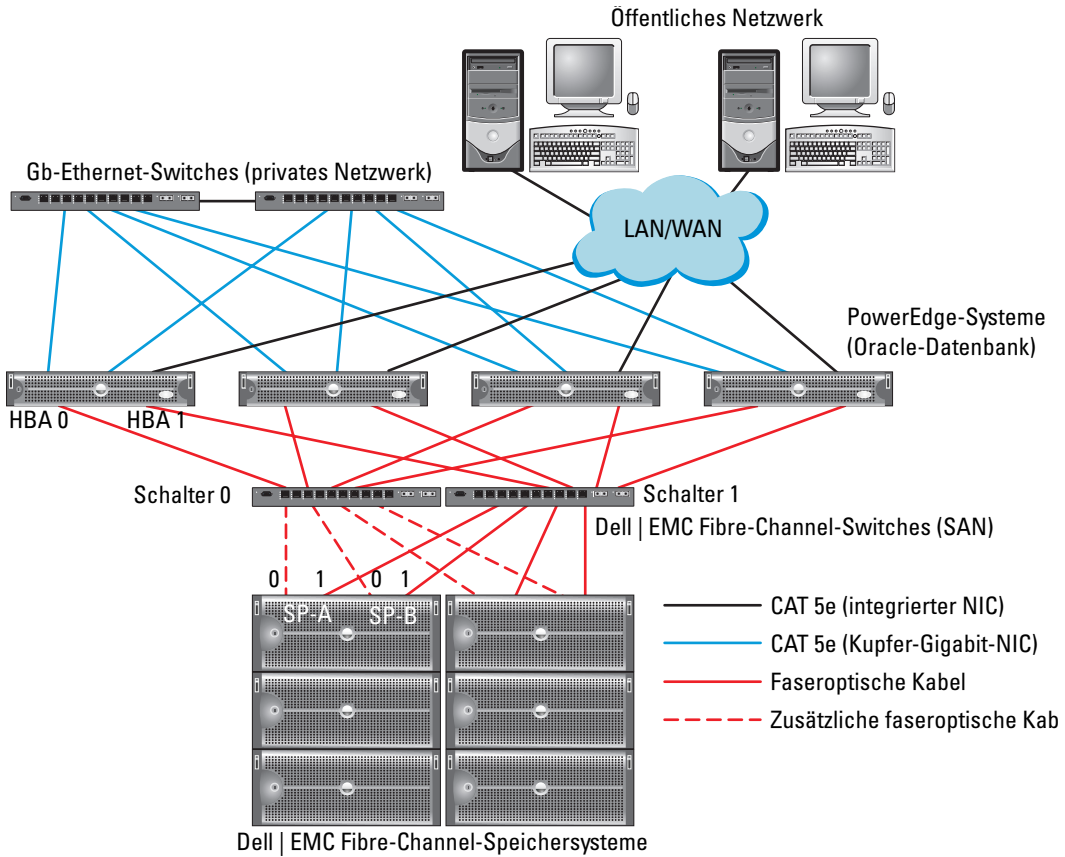 Öffentliches Netzwerk
Gb-Ethernet-Switches (privates Netzwerk)
LAN/WAN
PowerEdge-Systeme
(Oracle-Datenbank)
HBA 0
HBA 1
Schalter 0
Schalter 1
Dell | EMC Fibre-Channel-Switches (SAN)
0 1 0 1
SP-A SP-B
CAT 5e (integrierter NIC)
CAT 5e (Kupfer-Gigabit-NIC)
Faseroptische Kabel
Zusätzliche faseroptische Kab
Dell | EMC Fibre-Channel-Speichersysteme